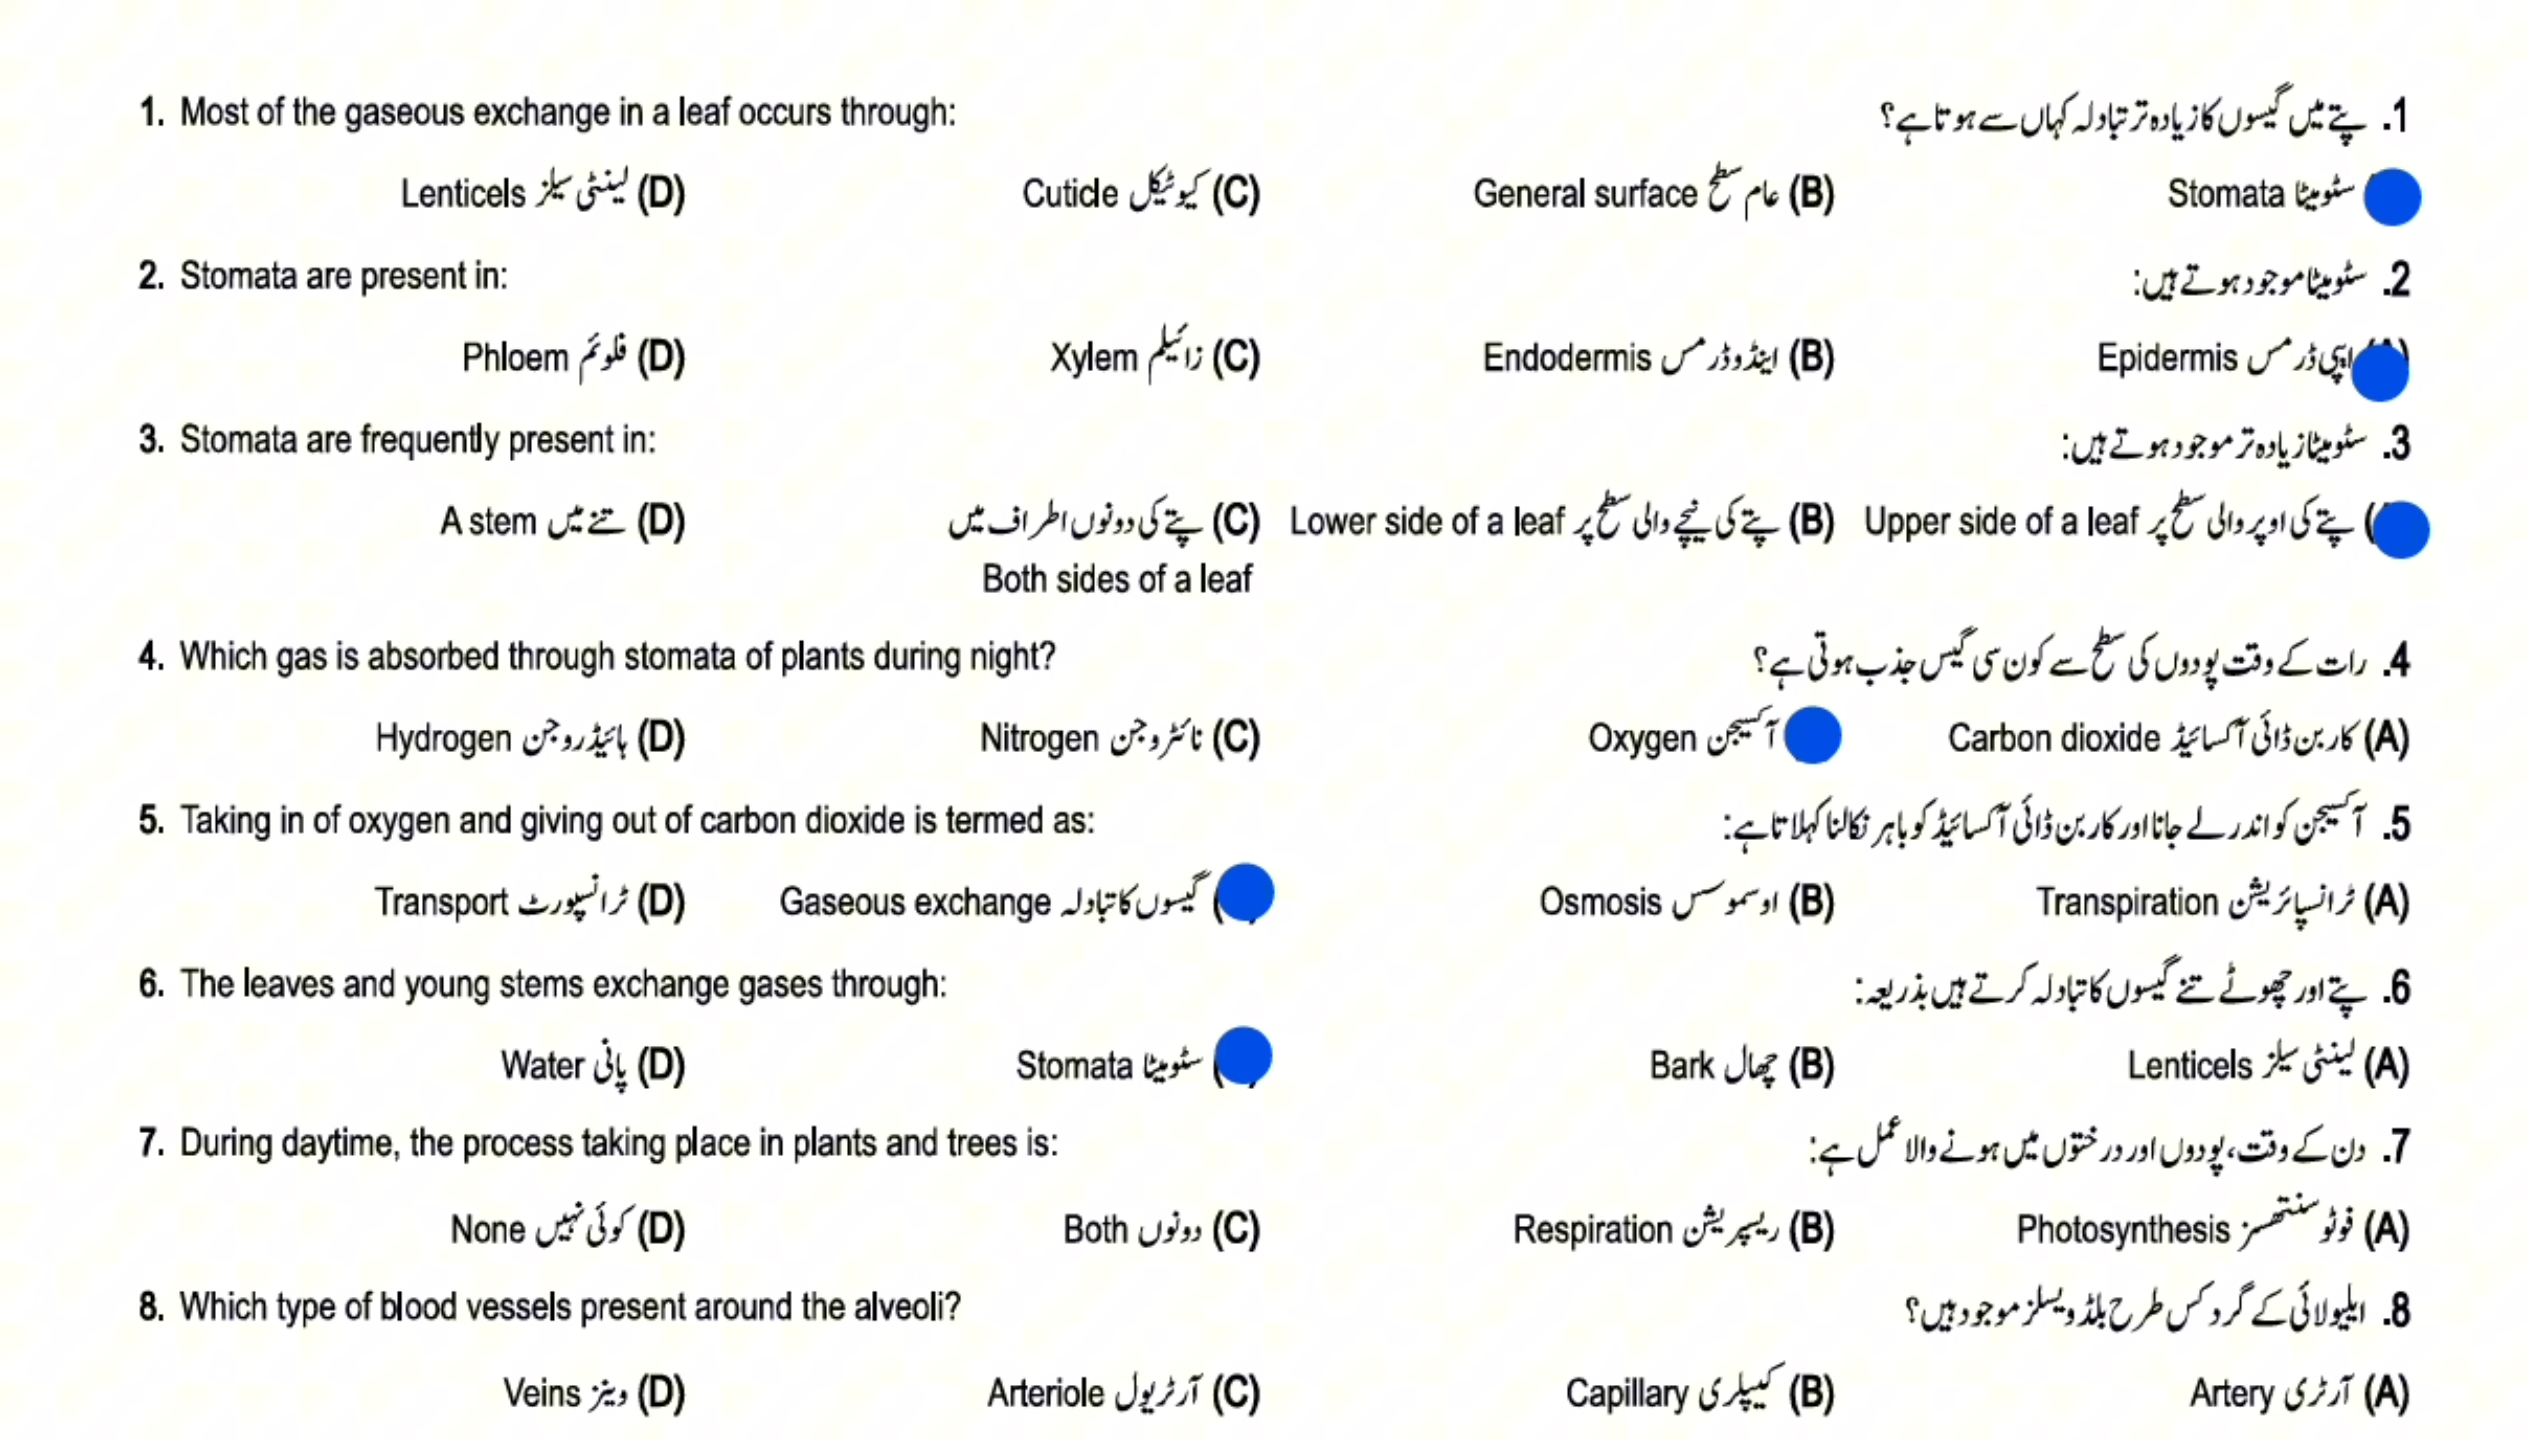 1. Most of the gaseous exchange in a leaf occurs through: 1. پتے میں گیسوں کا زیادہ تر تبادلہ کہاں سے ہوتا ہے؟
سٹومیٹا Stomata (B) عام سطح General surface (C) کیوٹیکل Cuticle (D) لینٹی سیلز Lenticels
2. Stomata are present in: 2. سٹومیٹا موجود ہوتے ہیں:
اپی ڈرمس Epidermis (B) اینڈوڈرمس Endodermis (C) زائیلم Xylem (D) فلوئم Phloem
3. Stomata are frequently present in: 3. سٹومیٹا زیادہ تر موجود ہوتے ہیں:
پتے کی اوپر والی سطح پر Upper side of a leaf (B) پتے کی نیچے والی سطح پر Lower side of a leaf (C) پتے کی دونوں اطراف میں (D) تنے میں A stem
Both sides of a leaf
4. Which gas is absorbed through stomata of plants during night? 4. رات کے وقت پودوں کی سطح سے کون سی گیس جذب ہوتی ہے؟
(A) کاربن ڈائی آکسائیڈ Carbon dioxide آکسیجن Oxygen (C) نائٹروجن Nitrogen (D) ہائیڈروجن Hydrogen
5. Taking in of oxygen and giving out of carbon dioxide is termed as: 5. آکسیجن کو اندر لے جانا اور کاربن ڈائی آکسائیڈ کو باہر نکالنا کہلاتا ہے:
(A) ٹرانسپائریشن Transpiration (B) اوسموسس Osmosis گیسوں کا تبادلہ Gaseous exchange (D) ٹرانسپورٹ Transport
6. The leaves and young stems exchange gases through: 6. پتے اور چھوٹے تنے گیسوں کا تبادلہ کرتے ہیں بذریعہ:
(A) لینٹی سیلز Lenticels (B) چھال Bark سٹومیٹا Stomata (D) پانی Water
7. During daytime, the process taking place in plants and trees is: 7. دن کے وقت، پودوں اور درختوں میں ہونے والا عمل ہے:
(A) فوٹوسنتھسز Photosynthesis (B) ریسپریشن Respiration (C) دونوں Both (D) کوئی نہیں None
8. Which type of blood vessels present around the alveoli? 8. ایلیولائی کے گرد کس طرح بلڈ ویسلز موجود ہیں؟
(A) آرٹری Artery (B) کیپلری Capillary (C) آرٹریول Arteriole (D) وینز Veins